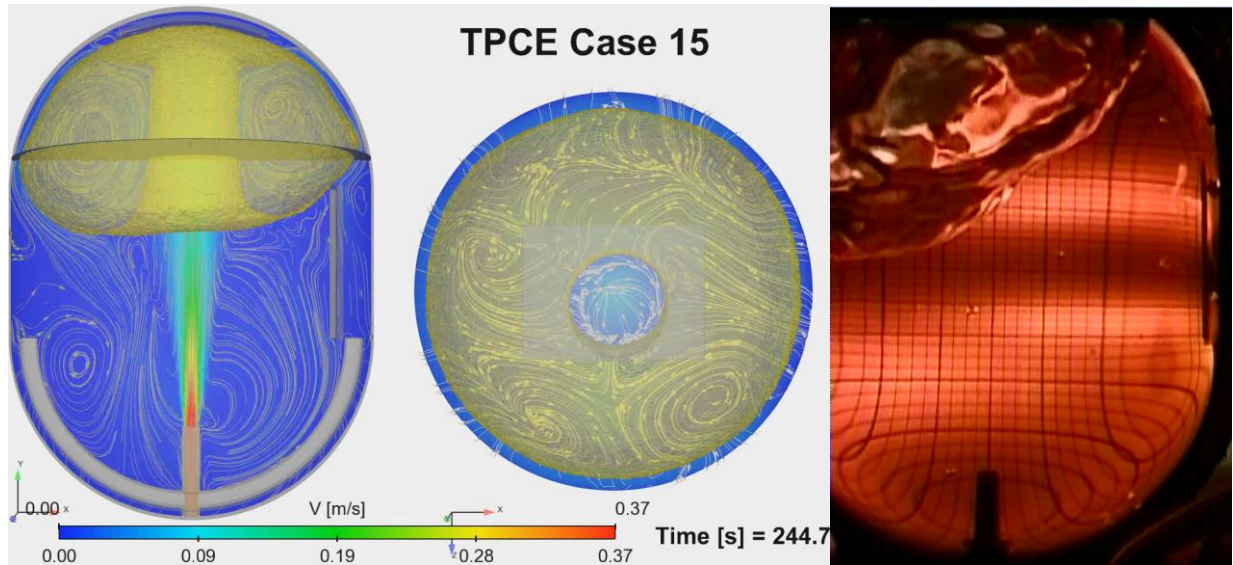 TPCE Case 15
Y
X
0.00
V [m/s]
0.37
X
Z
0.00
0.09
0.19
0.28
0.37
Time [s] = 244.7